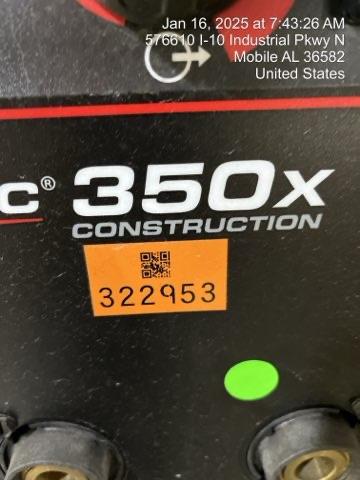 Jan 16, 2025 at 7:43:26 AM
576610 I-10 Industrial Pkwy N
Mobile AL 36582
United States
c® 350x
CONSTRUCTION
322953